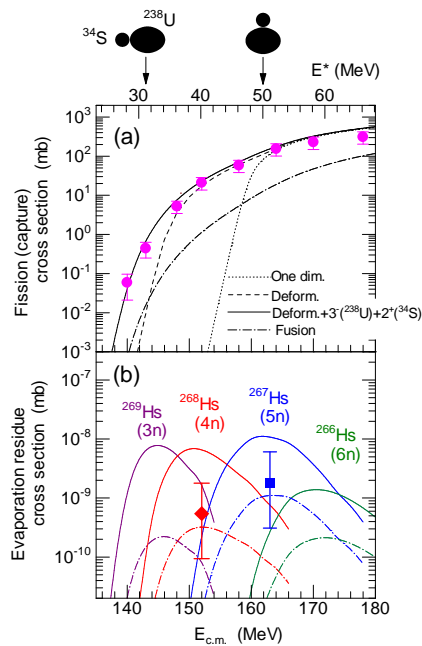 ²³⁸U
³⁴S
E* (MeV)
30 40 50 60
(a)
Fission (capture)
cross section (mb)
10³
10²
10¹
10⁰
10⁻¹
10⁻²
10⁻³
One dim.
Deform.
Deform.+3⁻(²³⁸U)+2⁺(³⁴S)
Fusion
(b)
Evaporation residue
cross section (mb)
10⁻⁷
10⁻⁸
10⁻⁹
10⁻¹⁰
²⁶⁹Hs
(3n)
²⁶⁸Hs
(4n)
²⁶⁷Hs
(5n)
²⁶⁶Hs
(6n)
140 150 160 170 180
E c.m. (MeV)